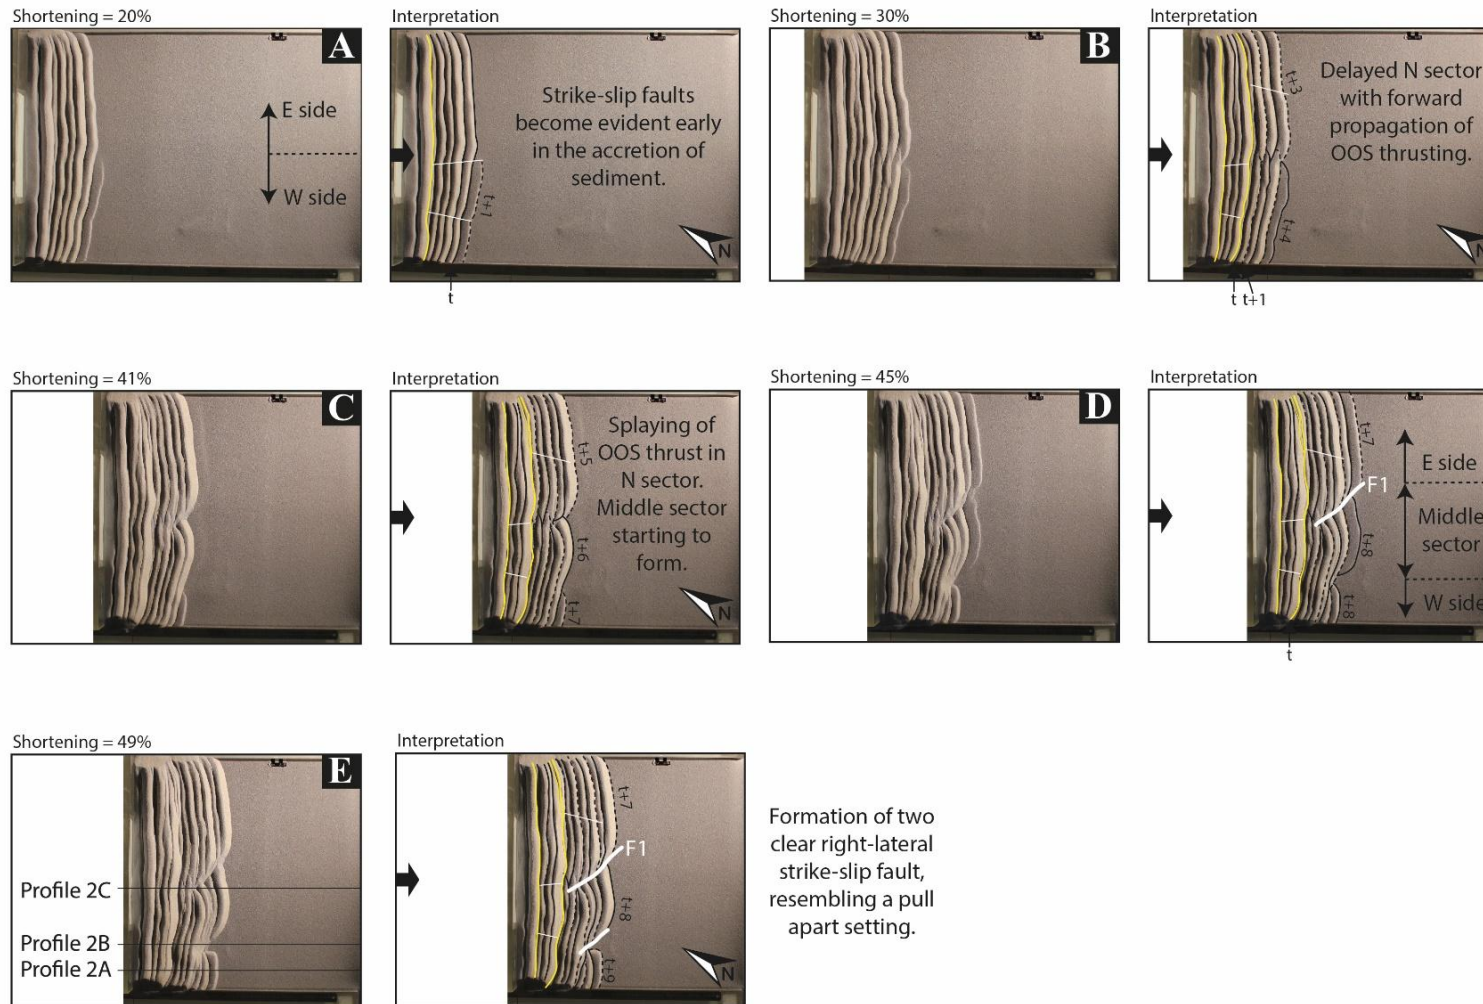 Shortening = 20%
A
E side
W side
Interpretation
Strike-slip faults
become evident early
in the accretion of
sediment.
t+1
N
t
Shortening = 30%
B
Interpretation
t+3
Delayed N sector
with forward
propagation of
OOS thrusting.
t+4
N
t t+1
Shortening = 41%
C
Interpretation
t+5
Splaying of
OOS thrust in
N sector.
Middle sector
starting to
form.
t+6
t+7
N
Shortening = 45%
D
Interpretation
t+7
E side
F1
Middle
sector
t+8
t+8
W side
t
Shortening = 49%
E
Profile 2C
Profile 2B
Profile 2A
Interpretation
t+7
F1
t+8
t+9
N
Formation of two
clear right-lateral
strike-slip fault,
resembling a pull
apart setting.